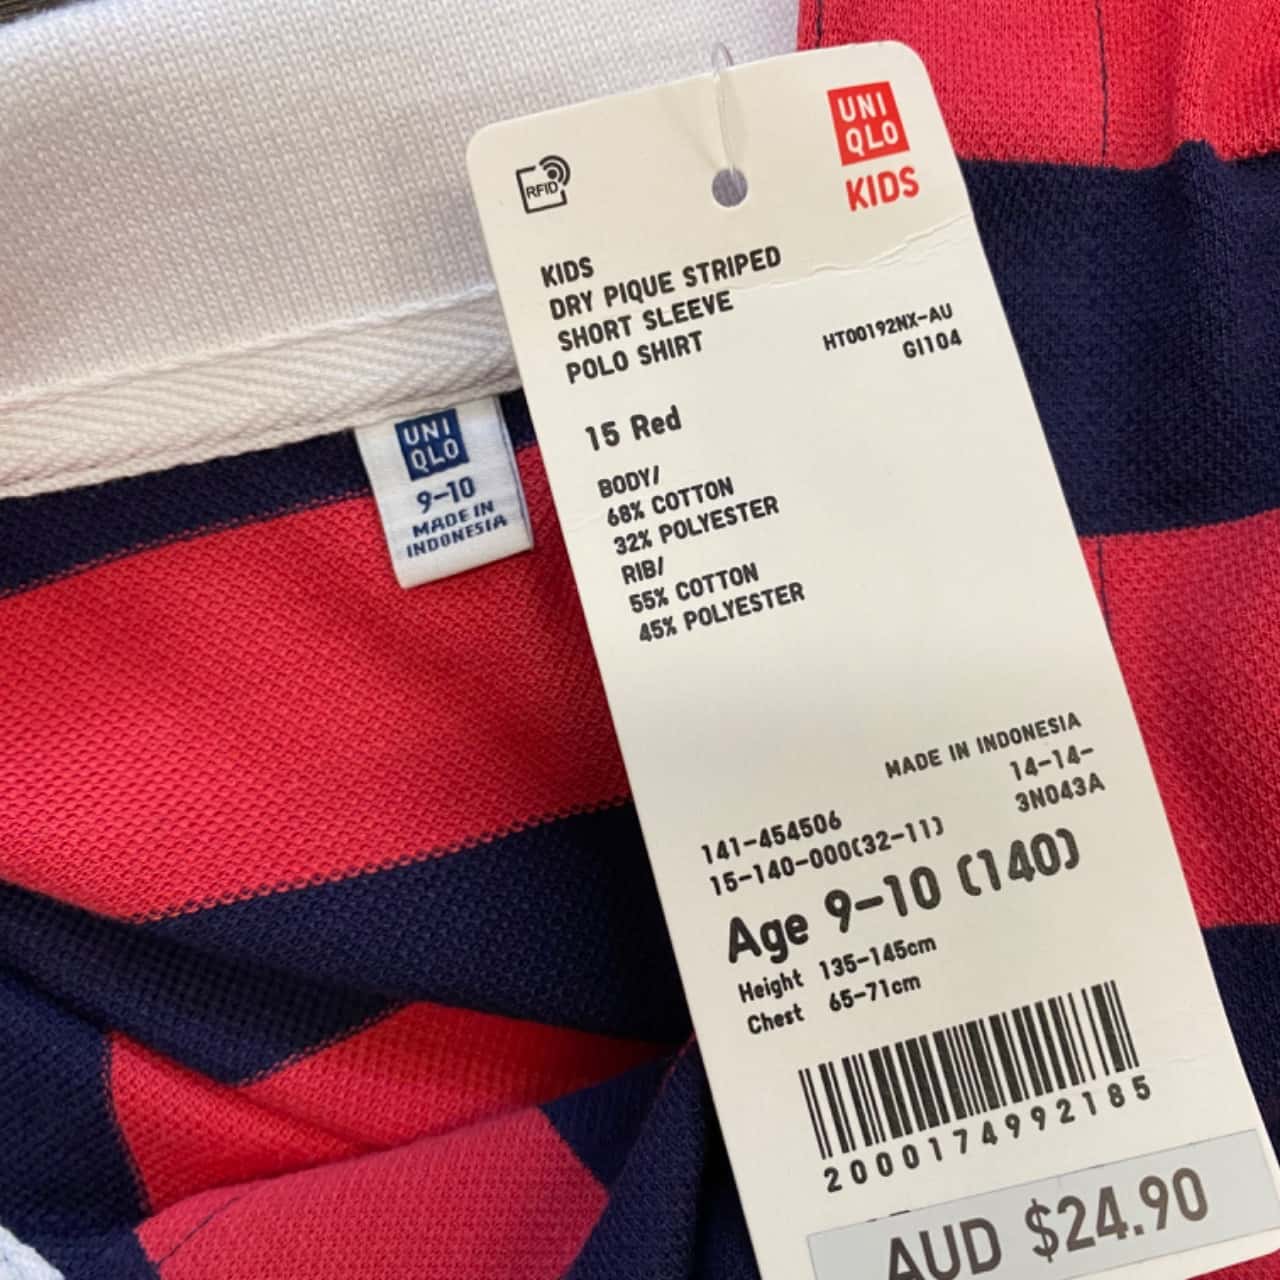 RFID
UNI
QLO
KIDS
KIDS
DRY PIQUE STRIPED
SHORT SLEEVE
POLO SHIRT
HT00192NX-AU
GI104
15 Red
BODY/
68% COTTON
32% POLYESTER
RIB/
55% COTTON
45% POLYESTER
MADE IN INDONESIA
14-14-
3N043A
141-454506
15-140-000(32-11)
Age 9-10 (140)
Height 135-145cm
Chest 65-71cm
2000174992185
AUD $24.90
UNI
QLO
9-10
MADE IN
INDONESIA